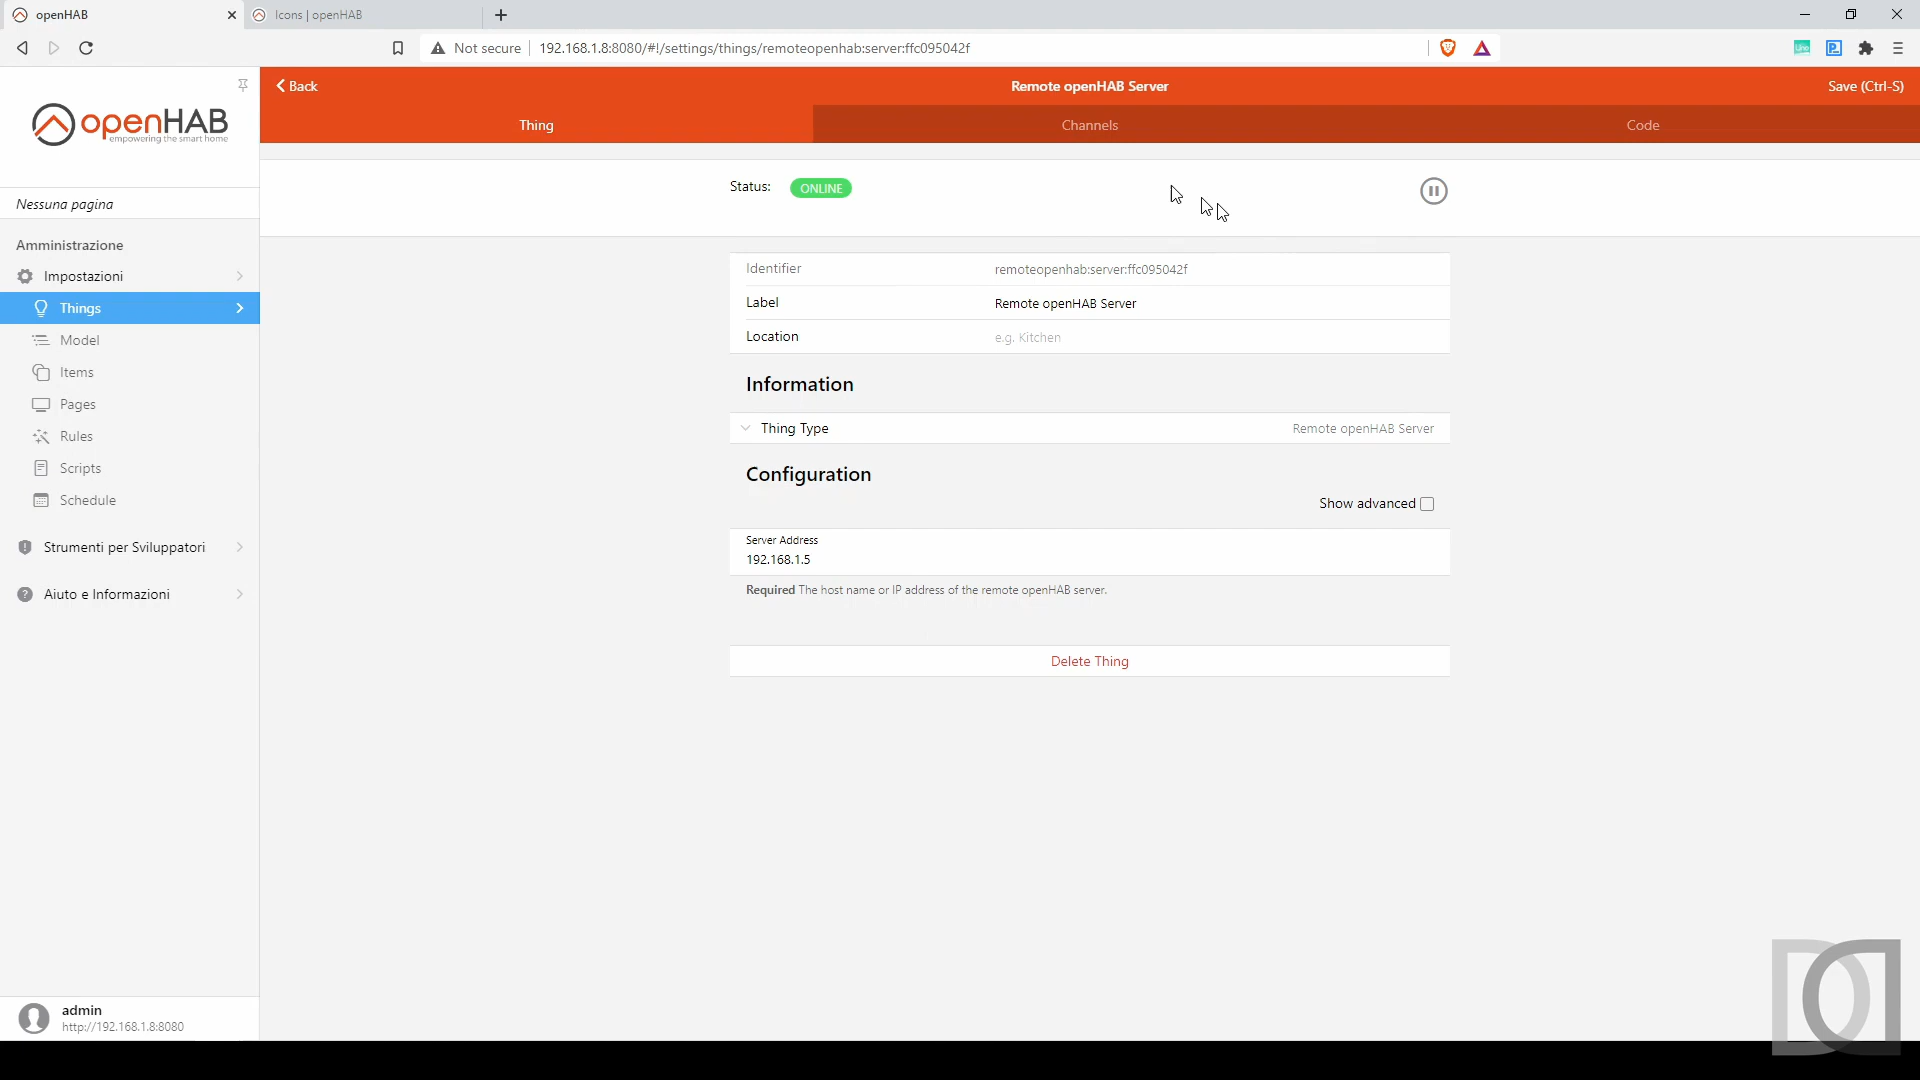 openHAB
Icons | openHAB
Not secure
192.168.1.8:8080/#!/settings/things/remoteopenhab:server:ffc095042f
openHAB
empowering the smart home
Back
Remote openHAB Server
Save (Ctrl-S)
Thing
Channels
Code
Nessuna pagina
Amministrazione
Impostazioni
Things
Model
Items
Pages
Rules
Scripts
Schedule
Strumenti per Sviluppatori
Aiuto e Informazioni
Status:
ONLINE
Identifier
remoteopenhab:server:ffc095042f
Label
Remote openHAB Server
Location
e.g. Kitchen
Information
Thing Type
Remote openHAB Server
Configuration
Show advanced
Server Address
192.168.1.5
Required The host name or IP address of the remote openHAB server.
Delete Thing
admin
http://192.168.1.8:8080